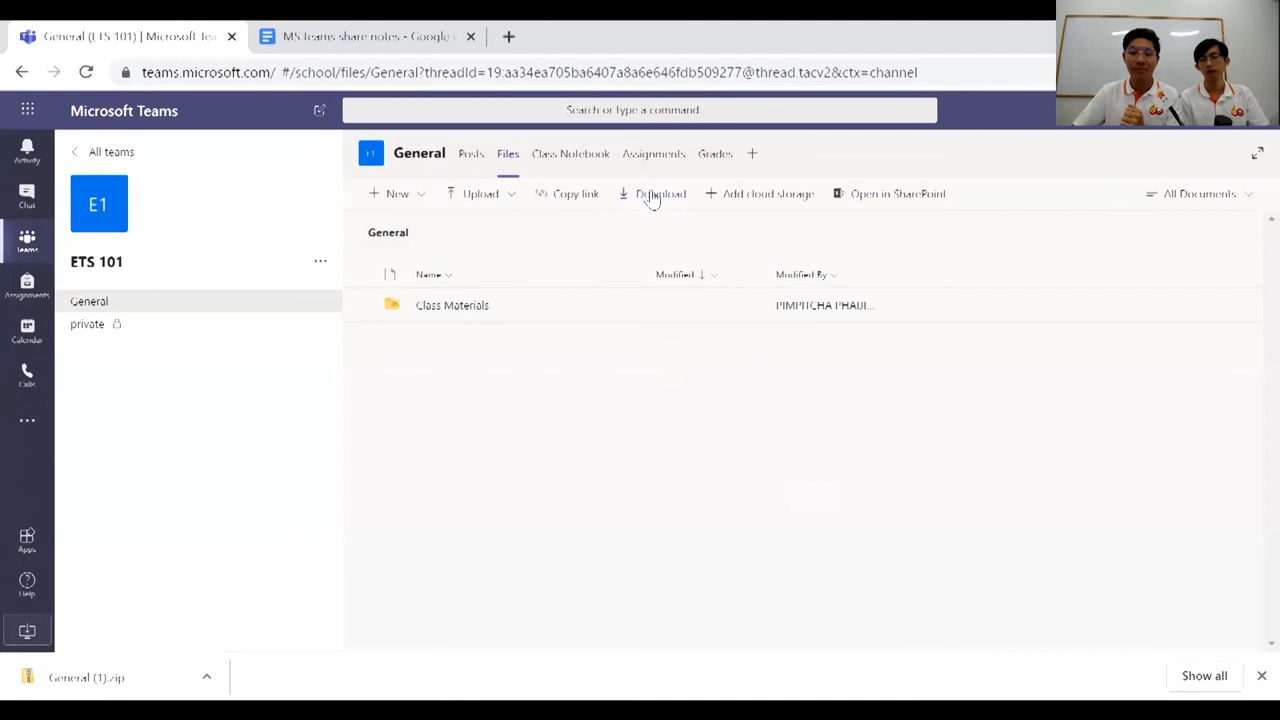 General (ETS 101) | Microsoft Tea
MS teams share notes - Google
teams.microsoft.com/_#/school/files/General?threadId=19:aa34ea705ba6407a8a6e646fdb509277@thread.tacv2&ctx=channel
Microsoft Teams
Search or type a command
Activity
Chat
Teams
Assignments
Calendar
Calls
Apps
Help
All teams
E1
ETS 101
General
private
E1
General Posts Files Class Notebook Assignments Grades
New Upload Copy link Download Add cloud storage Open in SharePoint All Documents
General
Name Modified Modified By
Class Materials PIMPITCHA PHAIJI...
General (1).zip
Show all